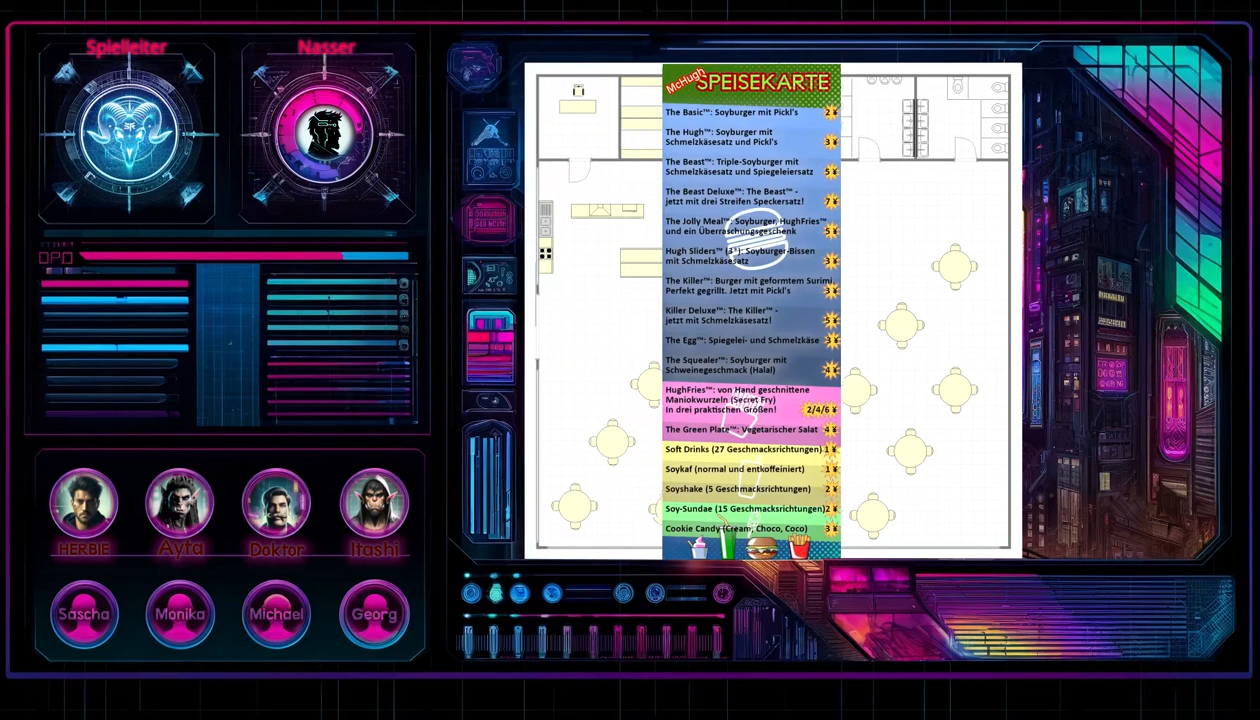 Spielleiter
Nasser
HERBIE
Ayta
Doktor
Itashi
Sascha
Monika
Michael
Georg
McHugh
SPEISEKARTE
The Basic™: Soyburger mit Pickl's 2 ¥
The Hugh™: Soyburger mit
Schmelzkäsesatz und Pickl's 3 ¥
The Beast™: Triple-Soyburger mit
Schmelzkäsesatz und Spiegeleiersatz 5 ¥
The Beast Deluxe™: The Beast™ -
jetzt mit drei Streifen Speckersatz! 7 ¥
The Jolly Meal™: Soyburger, HughFries™
und ein Überraschungsgeschenk 5 ¥
Hugh Sliders™ (3*): Soyburger-Bissen
mit Schmelzkäsesatz 3 ¥
The Killer™: Burger mit geformtem Surimi.
Perfekt gegrillt. Jetzt mit Pickl's 3 ¥
Killer Deluxe™: The Killer™ -
jetzt mit Schmelzkäsesatz! 5 ¥
The Egg™: Spiegelei- und Schmelzkäse 3 ¥
The Squealer™: Soyburger mit
Schweinegeschmack (Halal)
HughFries™: von Hand geschnittene
Maniokwurzeln (Secret Fry)
In drei praktischen Größen! 2/4/6 ¥
The Green Plate™: Vegetarischer Salat 4 ¥
Soft Drinks (27 Geschmacksrichtungen) 1 ¥
Soykaf (normal und entkoffeiniert) 1 ¥
Soyshake (5 Geschmacksrichtungen) 2 ¥
Soy-Sundae (15 Geschmacksrichtungen) 2 ¥
Cookie Candy (Cream, Choco, Coco) 3 ¥